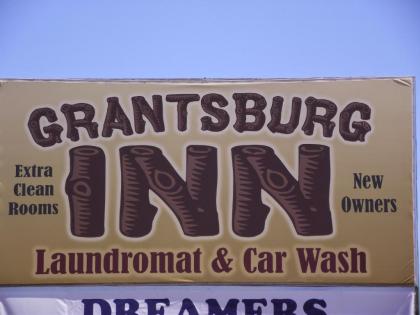 GRANTSBURG
INN
Extra
Clean
Rooms
New
Owners
Laundromat & Car Wash
DREAMERS